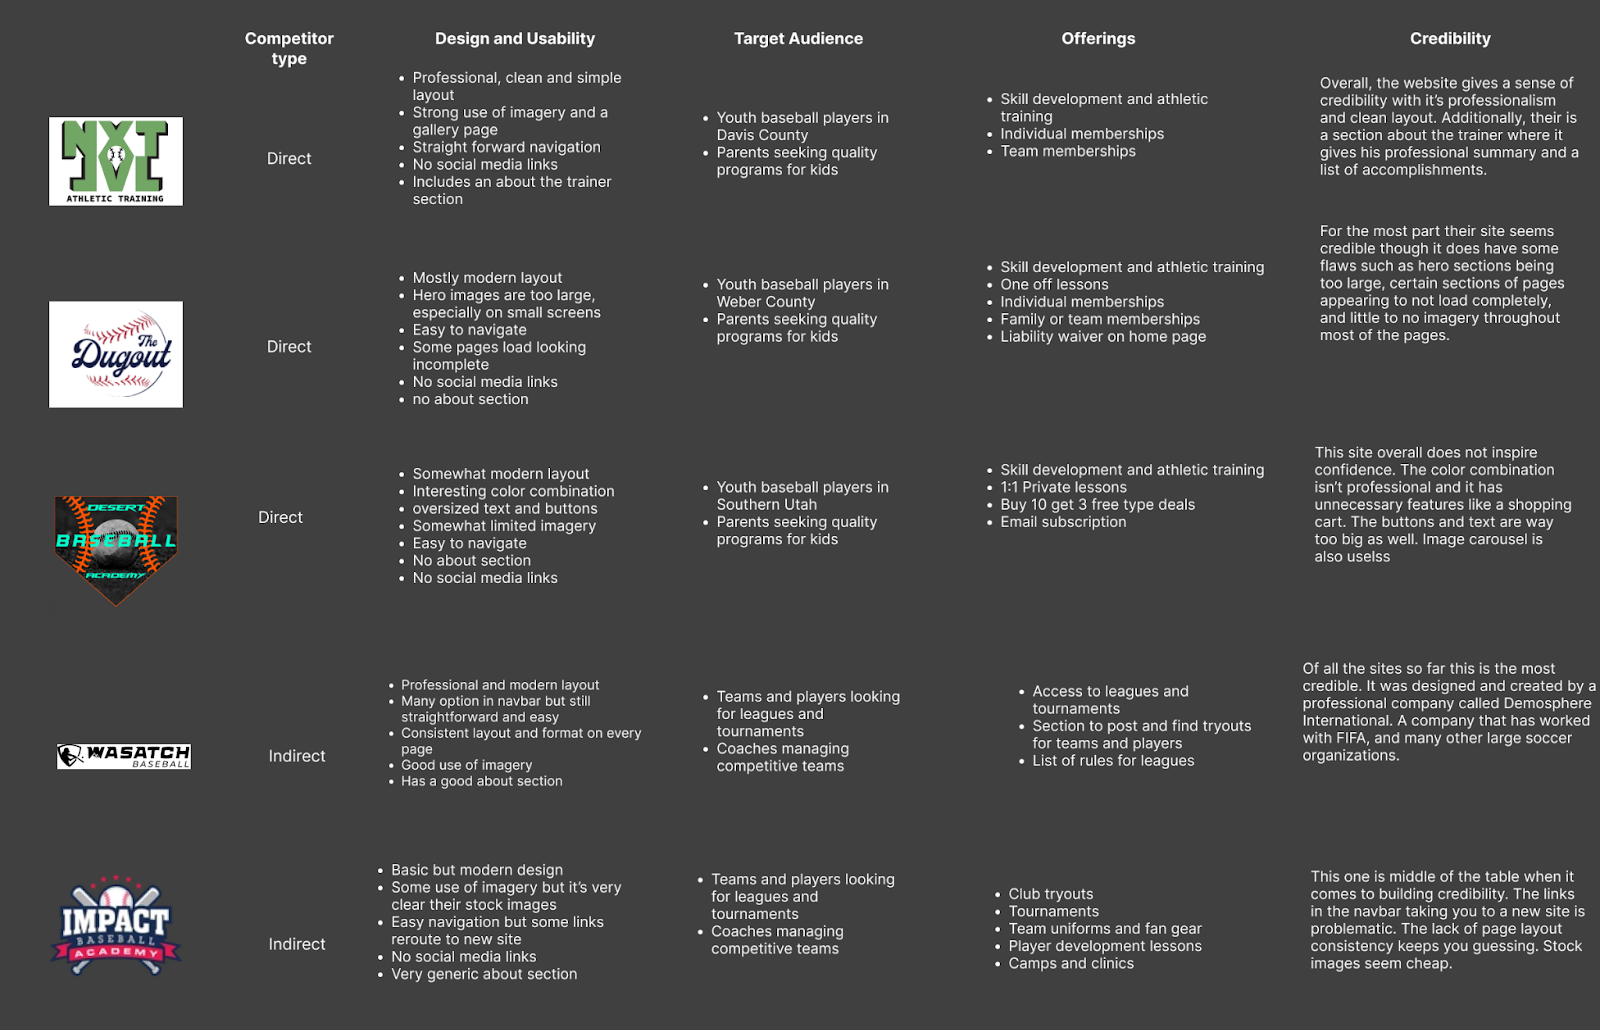 Competitor
type
Design and Usability
Target Audience
Offerings
Credibility
NXT
LVL
ATHLETIC TRAINING
Direct
• Professional, clean and simple
layout
• Strong use of imagery and a
gallery page
• Straight forward navigation
• No social media links
• Includes an about the trainer
section
• Youth baseball players in
Davis County
• Parents seeking quality
programs for kids
• Skill development and athletic
training
• Individual memberships
• Team memberships
Overall, the website gives a sense of
credibility with it’s professionalism
and clean layout. Additionally, their is
a section about the trainer where it
gives his professional summary and a
list of accomplishments.
The
Dugout
Direct
• Mostly modern layout
• Hero images are too large,
especially on small screens
• Easy to navigate
• Some pages load looking
incomplete
• No social media links
• no about section
• Youth baseball players in
Weber County
• Parents seeking quality
programs for kids
• Skill development and athletic training
• One off lessons
• Individual memberships
• Family or team memberships
• Liability waiver on home page
For the most part their site seems
credible though it does have some
flaws such as hero sections being
too large, certain sections of pages
appearing to not load completely,
and little to no imagery throughout
most of the pages.
DESERT
BASEBALL
ACADEMY
Direct
• Somewhat modern layout
• Interesting color combination
• oversized text and buttons
• Somewhat limited imagery
• Easy to navigate
• No about section
• No social media links
• Youth baseball players in
Southern Utah
• Parents seeking quality
programs for kids
• Skill development and athletic training
• 1:1 Private lessons
• Buy 10 get 3 free type deals
• Email subscription
This site overall does not inspire
confidence. The color combination
isn’t professional and it has
unnecessary features like a shopping
cart. The buttons and text are way
too big as well. Image carousel is
also uselss
WASATCH
BASEBALL
Indirect
• Professional and modern layout
• Many option in navbar but still
straightforward and easy
• Consistent layout and format on every
page
• Good use of imagery
• Has a good about section
• Teams and players looking
for leagues and
tournaments
• Coaches managing
competitive teams
• Access to leagues and
tournaments
• Section to post and find tryouts
for teams and players
• List of rules for leagues
Of all the sites so far this is the most
credible. It was designed and created by a
professional company called Demosphere
International. A company that has worked
with FIFA, and many other large soccer
organizations.
IMPACT
BASEBALL
ACADEMY
Indirect
• Basic but modern design
• Some use of imagery but it’s very
clear their stock images
• Easy navigation but some links
reroute to new site
• No social media links
• Very generic about section
• Teams and players looking
for leagues and
tournaments
• Coaches managing
competitive teams
• Club tryouts
• Tournaments
• Team uniforms and fan gear
• Player development lessons
• Camps and clinics
This one is middle of the table when it
comes to building credibility. The links
in the navbar taking you to a new site is
problematic. The lack of page layout
consistency keeps you guessing. Stock
images seem cheap.